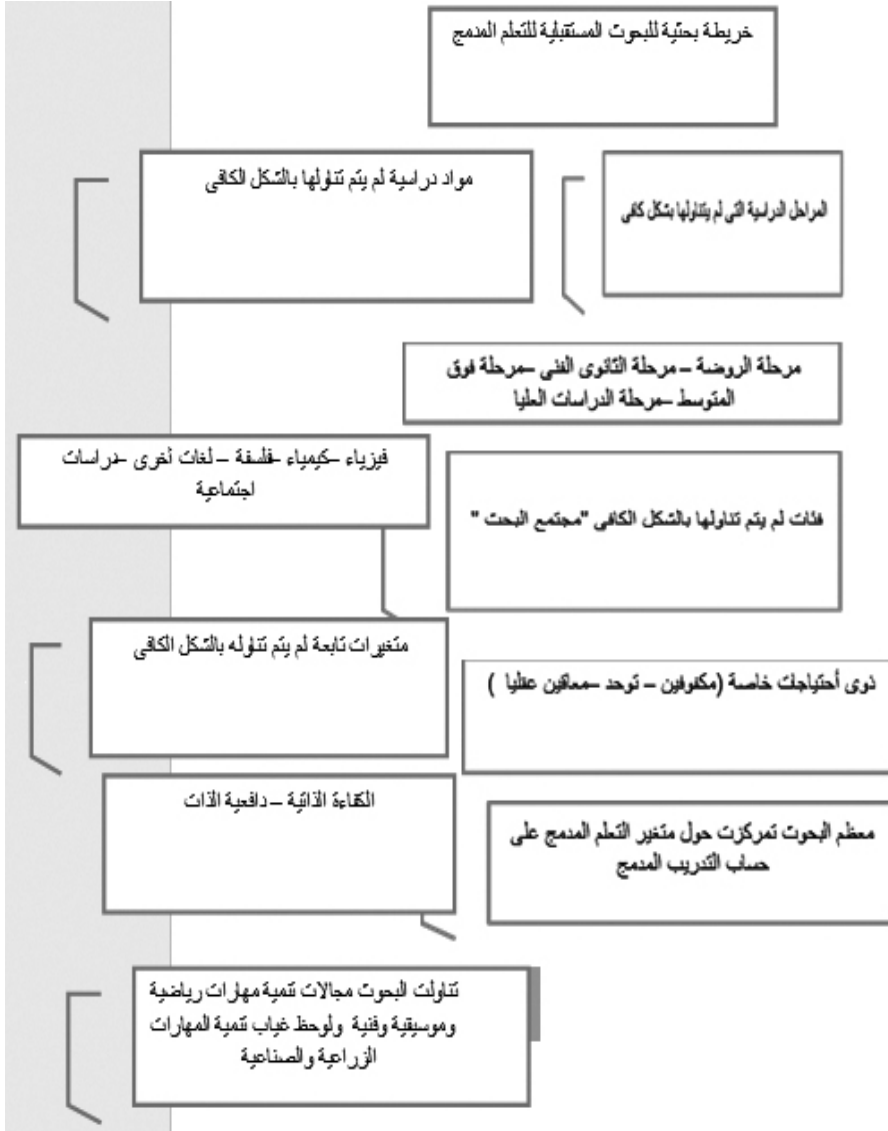 خريطة بحثية للبحوث المستقبلية للتعلم المدمج
المراحل الدراسية التى لم يتناولها بشكل كافى
مواد دراسية لم يتم تناولها بالشكل الكافى
مرحلة الروضة – مرحلة الثانوى الفنى –مرحلة فوق
المتوسط –مرحلة الدراسات العليا
فيزياء –كيمياء –فلسفة – لغات أخرى –دراسات
اجتماعية
فئات لم يتم تناولها بالشكل الكافى "مجتمع البحث "
متغيرات تابعة لم يتم تناوله بالشكل الكافى
ذوى أحتياجات خاصة (مكفوفين – توحد –معاقين عقليا )
الكفاءة الذاتية – دافعية الذات
معظم البحوث تمركزت حول متغير التعلم المدمج على
حساب التدريب المدمج
تناولت البحوث مجالات تنمية مهارات رياضية
وموسيقية وفنية ولوحظ غياب تنمية المهارات
الزراعية والصناعية